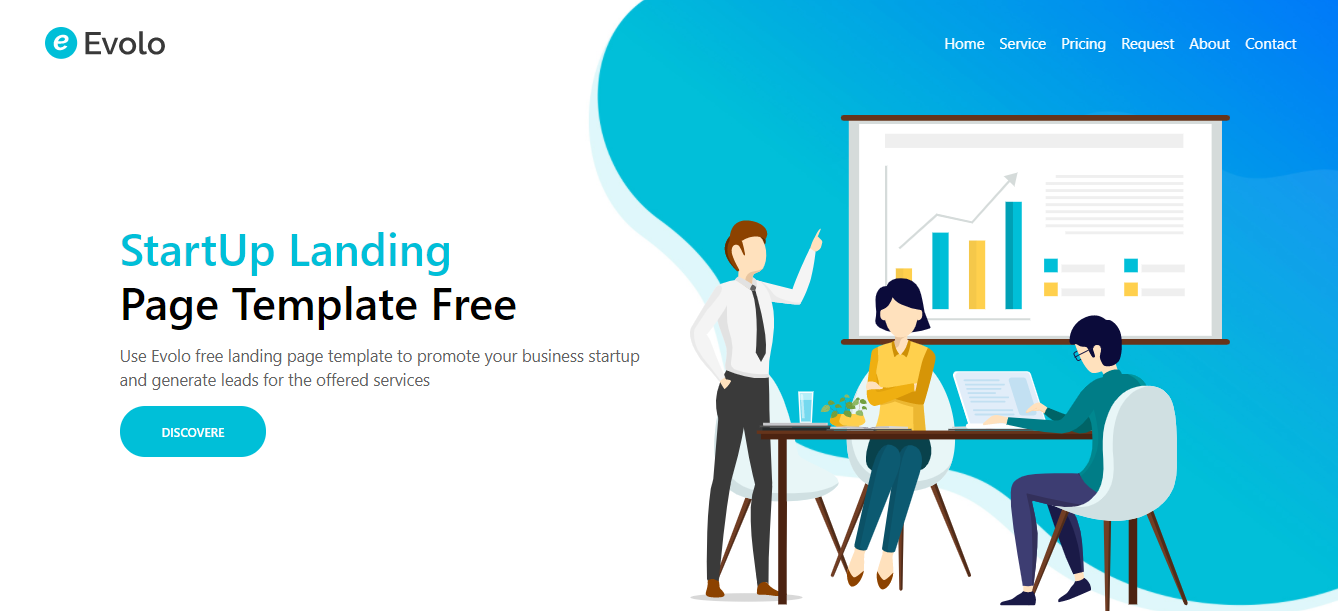 Evolo
Home Service Pricing Request About Contact
StartUp Landing
Page Template Free
Use Evolo free landing page template to promote your business startup
and generate leads for the offered services
DISCOVERE